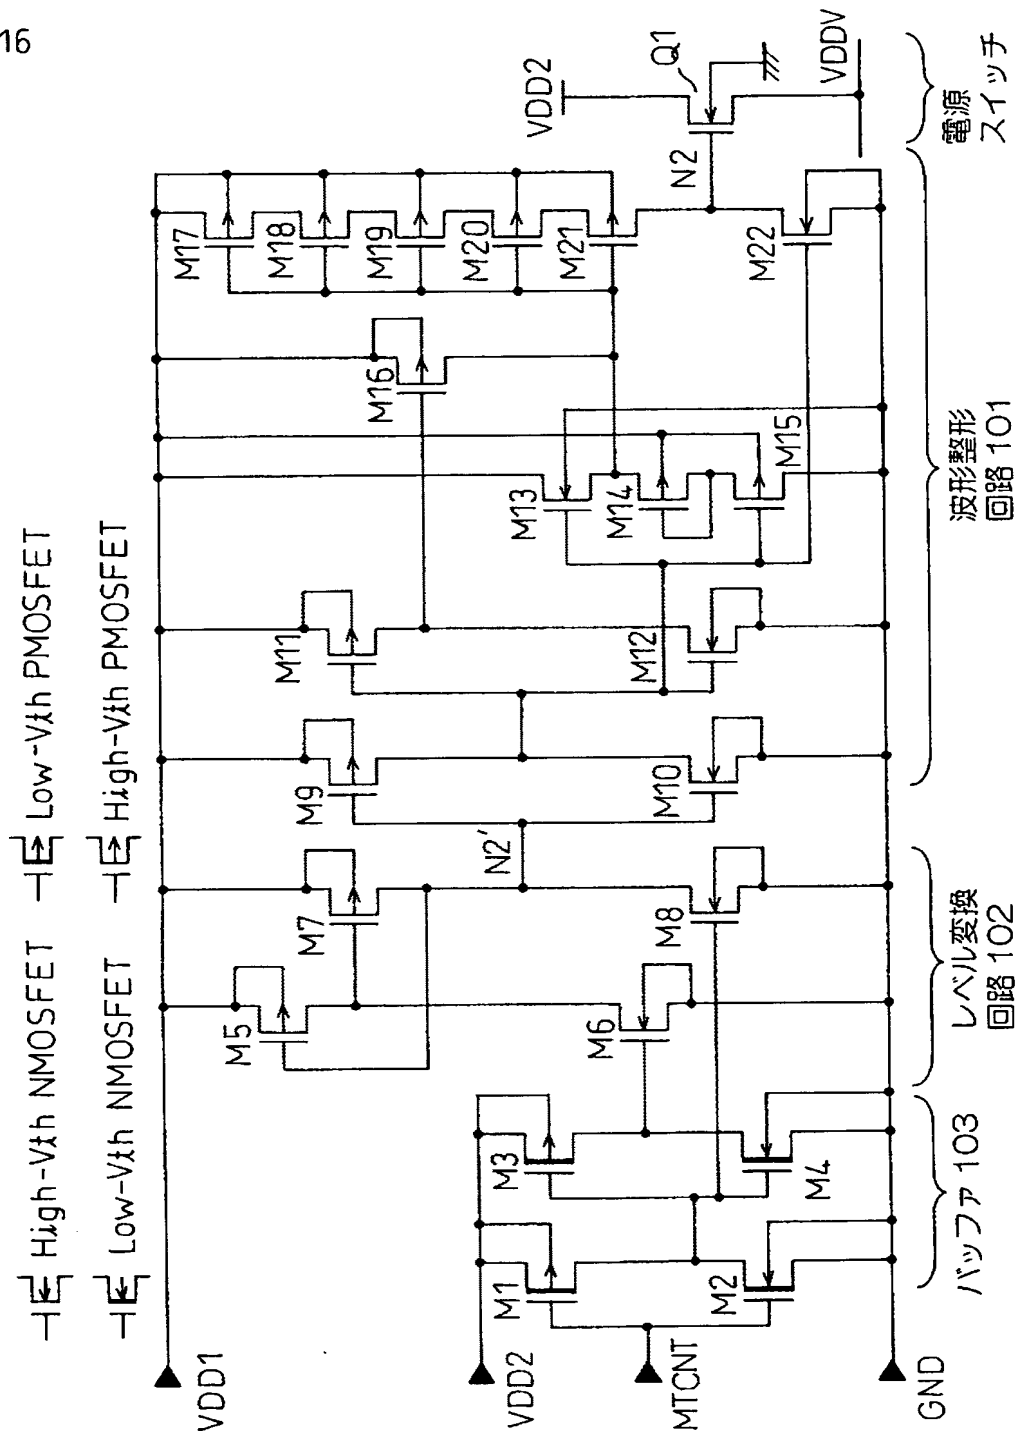 16
High-Vth NMOSFET
Low-Vth PMOSFET
Low-Vth NMOSFET
High-Vth PMOSFET
VDD1
VDD2
MTCNT
GND
M1
M2
M3
M4
M5
M6
M7
M8
N2'
M9
M10
M11
M12
M13
M14
M15
M16
M17
M18
M19
M20
M21
M22
N2
Q1
VDD2
VDDV
バッファ 103
レベル変換
回路 102
波形整形
回路 101
電源
スイッチ